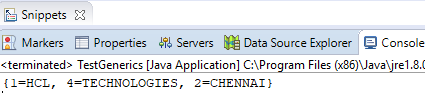 Snippets
Markers Properties Servers Data Source Explorer Console
<terminated> TestGenerics [Java Application] C:\Program Files (x86)\Java\jre1.8.0
{1=HCL, 4=TECHNOLOGIES, 2=CHENNAI}